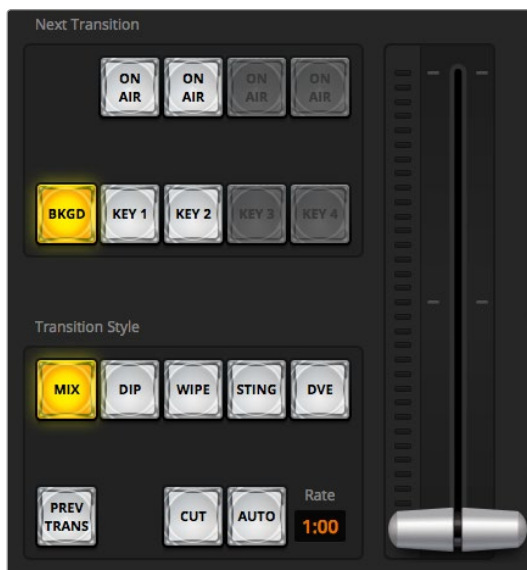 Next Transition
ON AIR ON AIR ON AIR ON AIR
BKGD KEY 1 KEY 2 KEY 3 KEY 4
Transition Style
MIX DIP WIPE STING DVE
Rate
PREV TRANS CUT AUTO 1:00